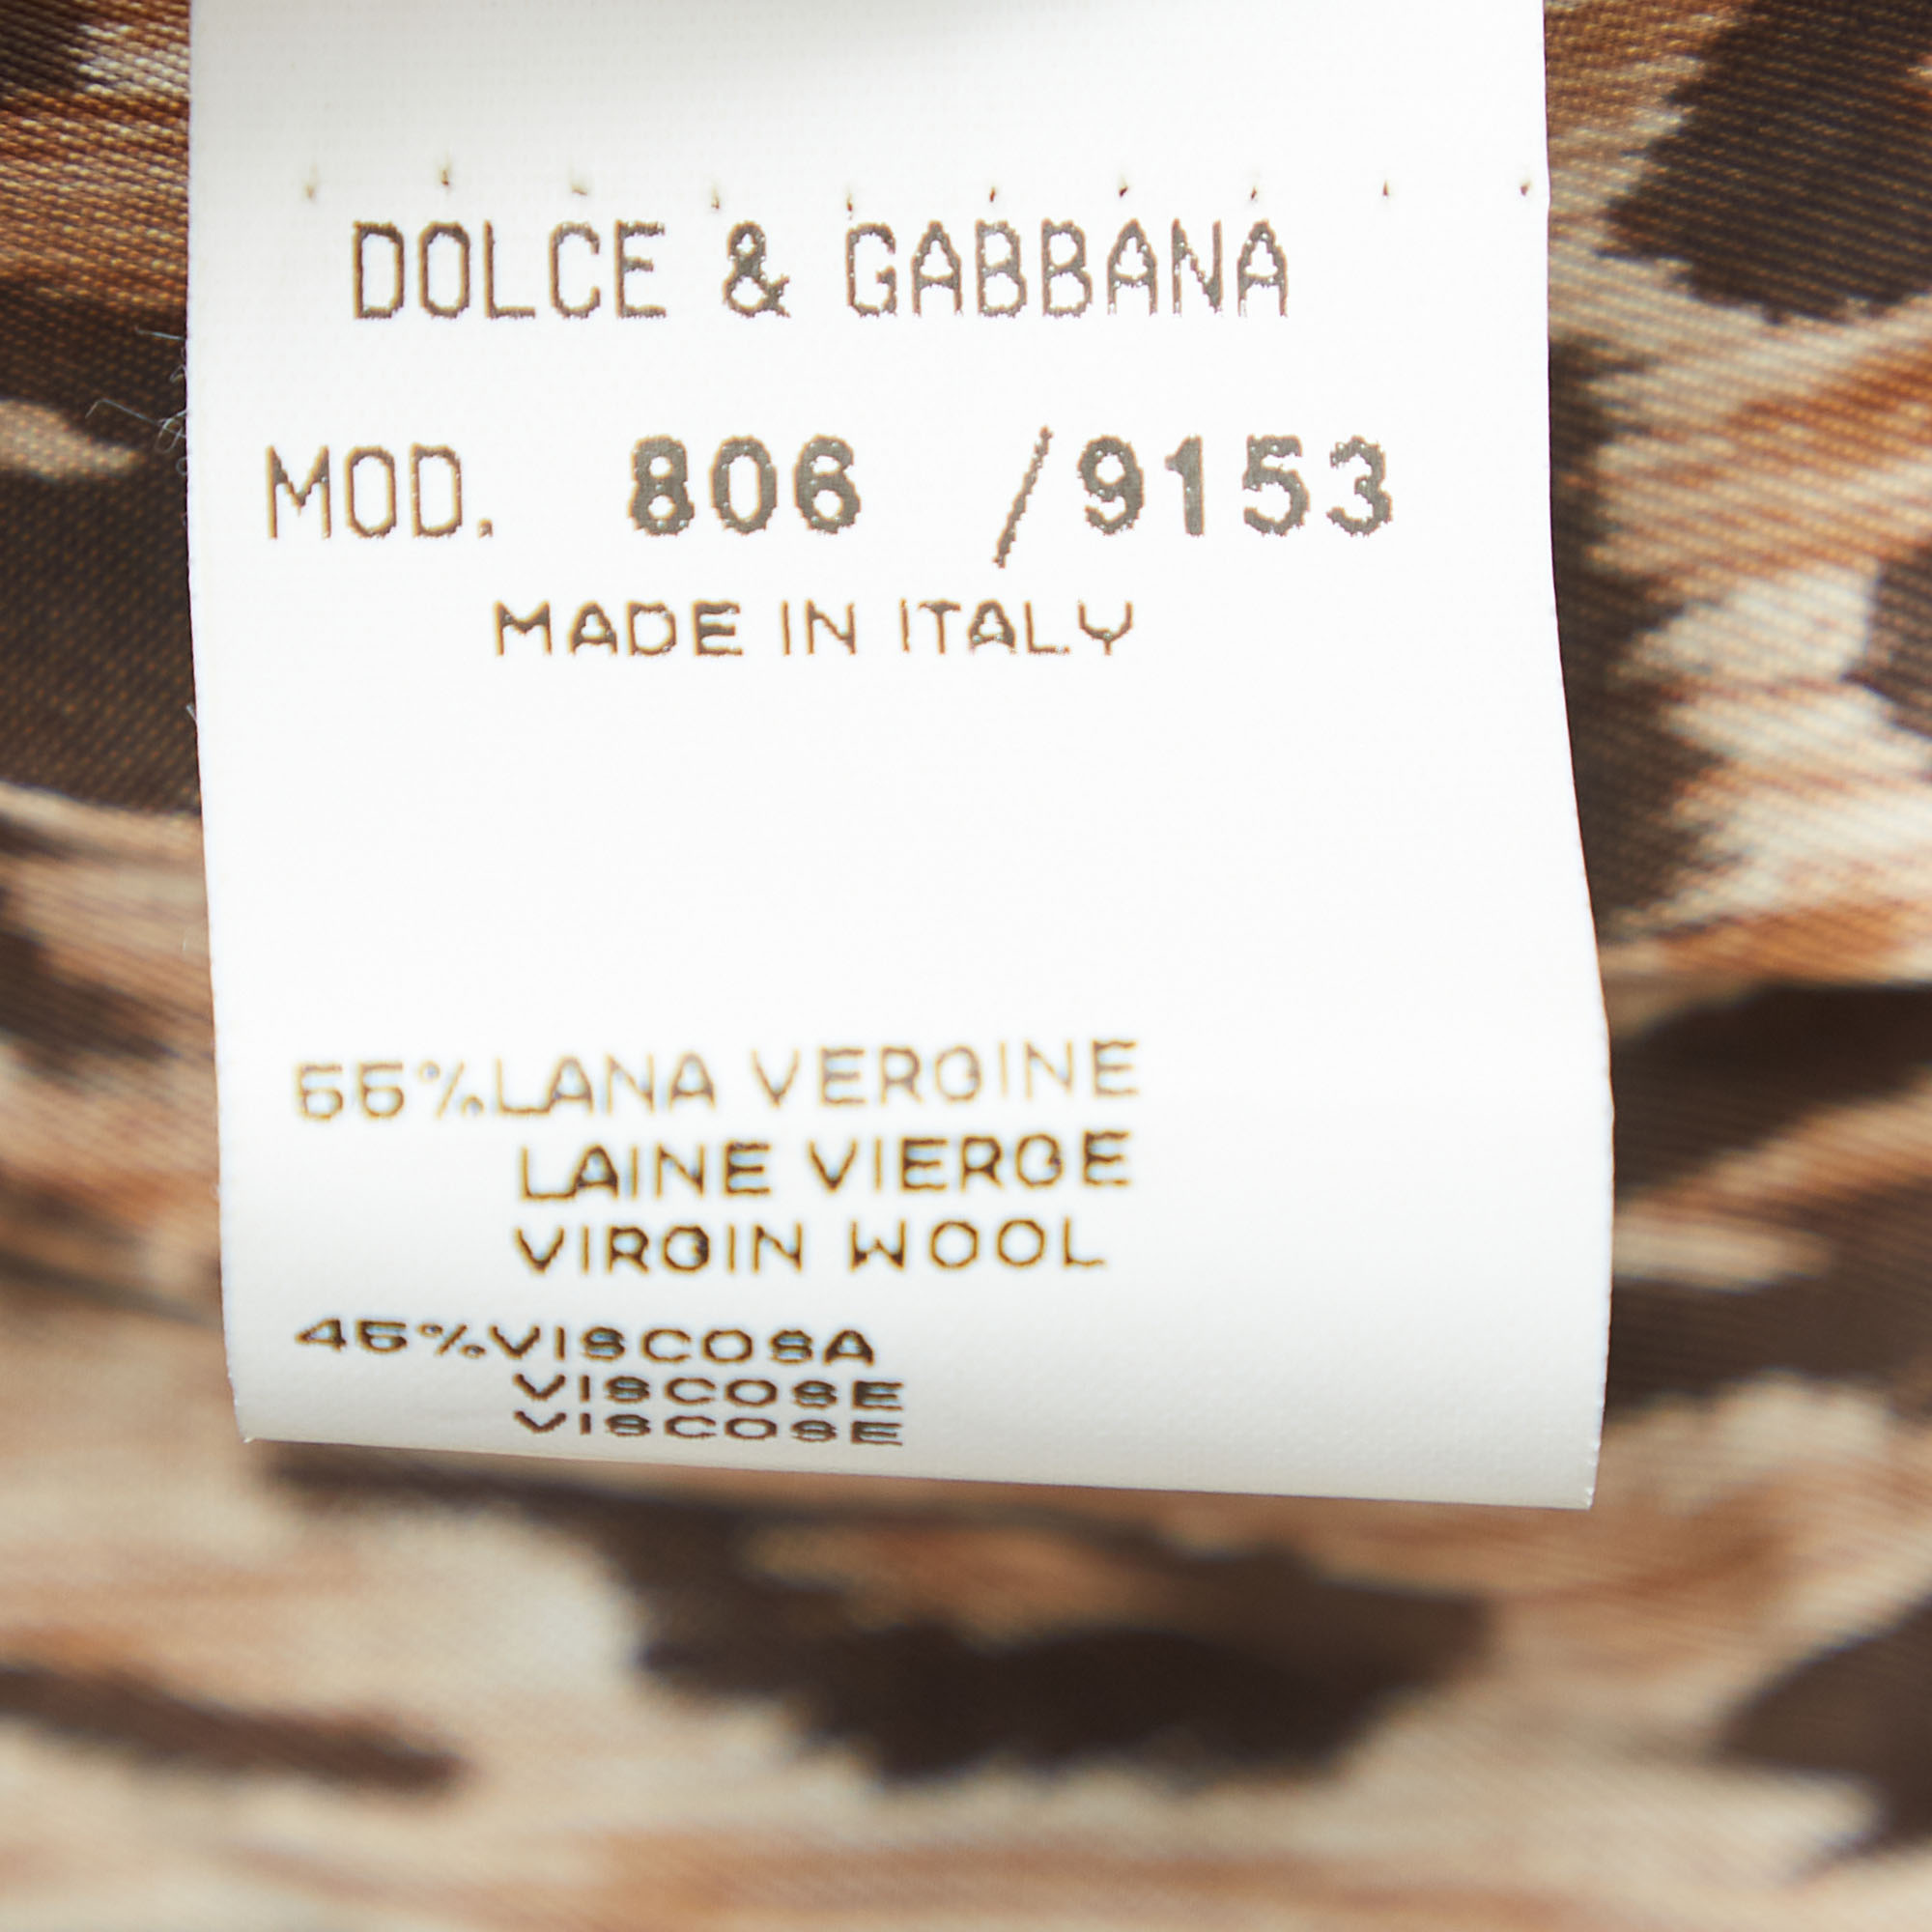 DOLCE & GABBANA
MOD. 806 /9153
MADE IN ITALY
55%LANA VERGINE
LAINE VIERGE
VIRGIN WOOL
45%VISCOSA
VISCOSE
VISCOSE